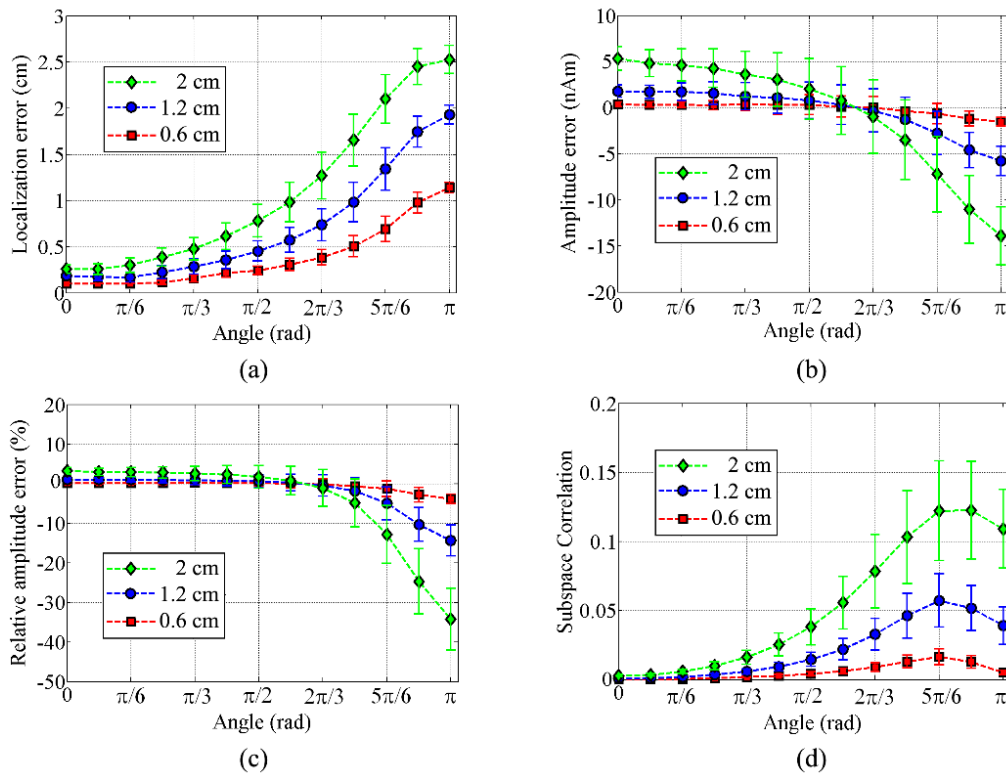 3
2.5
2
1.5
1
0.5
0
Localization error (cm)
2 cm
1.2 cm
0.6 cm
0 π/6 π/3 π/2 2π/3 5π/6 π
Angle (rad)
(a)
10
5
0
-5
-10
-15
-20
Amplitude error (nAm)
2 cm
1.2 cm
0.6 cm
0 π/6 π/3 π/2 2π/3 5π/6 π
Angle (rad)
(b)
20
10
0
-10
-20
-30
-40
-50
Relative amplitude error (%)
2 cm
1.2 cm
0.6 cm
0 π/6 π/3 π/2 2π/3 5π/6 π
Angle (rad)
(c)
0.2
0.15
0.1
0.05
0
Subspace Correlation
2 cm
1.2 cm
0.6 cm
0 π/6 π/3 π/2 2π/3 5π/6 π
Angle (rad)
(d)